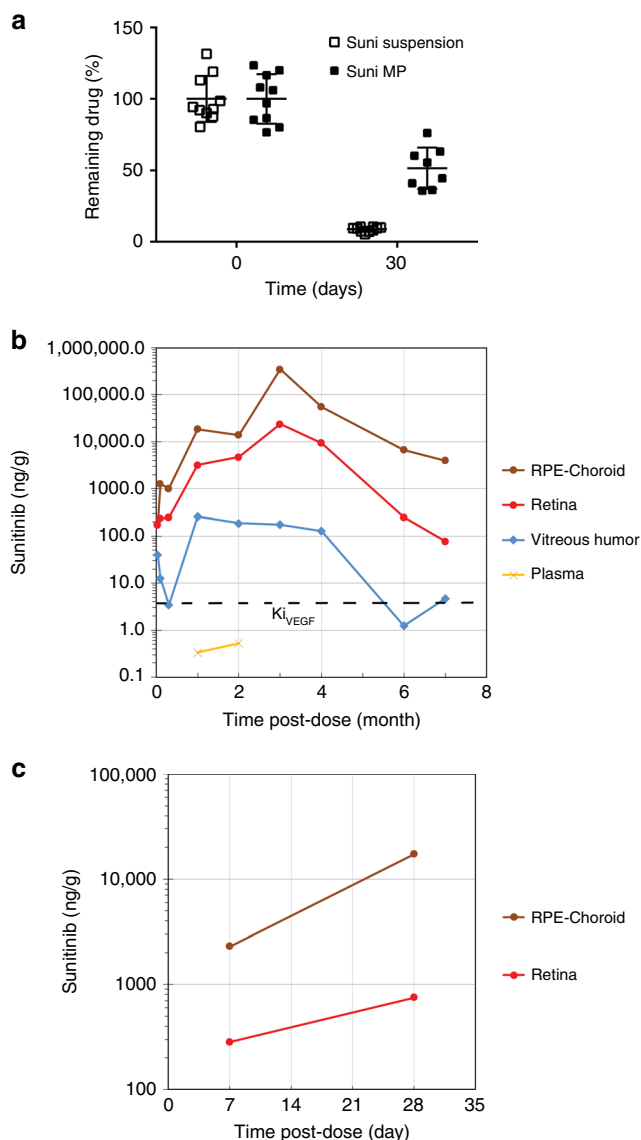 a
150
100
50
0
Remaining drug (%)
Suni suspension
Suni MP
0
30
Time (days)
b
1,000,000.0
100,000.0
10,000.0
1000.0
100.0
10.0
1.0
0.1
Sunitinib (ng/g)
Ki_VEGF
0
2
4
6
8
Time post-dose (month)
RPE-Choroid
Retina
Vitreous humor
Plasma
c
100,000
10,000
1000
100
Sunitinib (ng/g)
0
7
14
21
28
35
Time post-dose (day)
RPE-Choroid
Retina